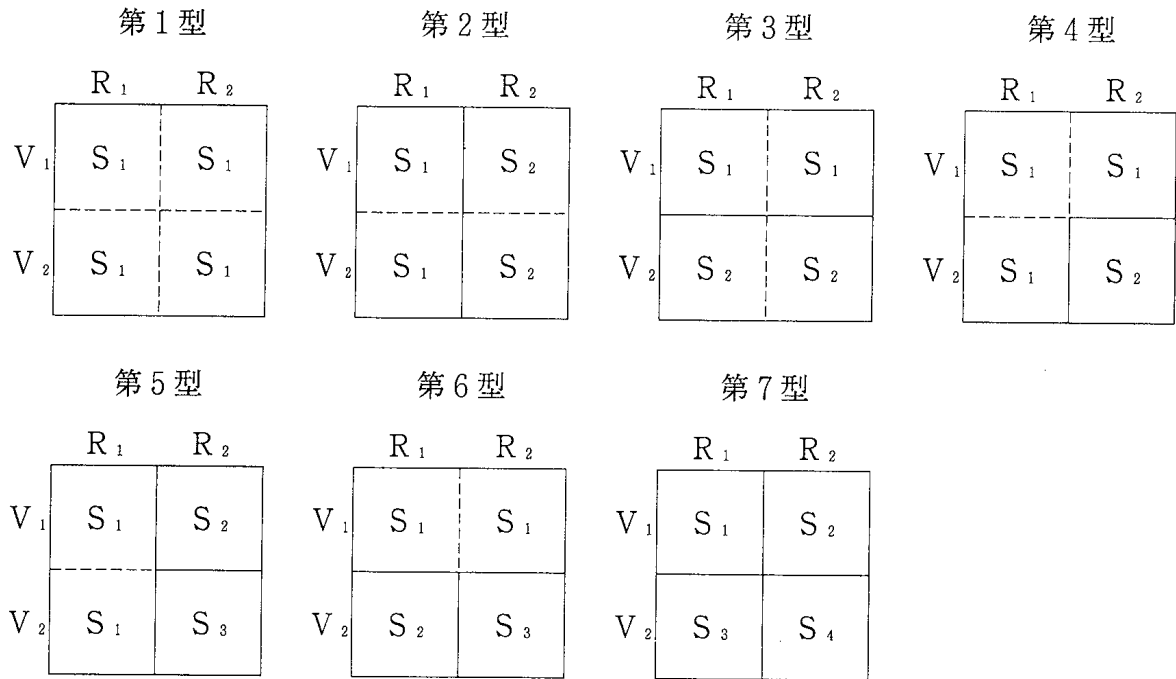 第1型 第2型 第3型 第4型
R₁ R₂ R₁ R₂ R₁ R₂ R₁ R₂
V₁ S₁ S₁ V₁ S₁ S₂ V₁ S₁ S₁ V₁ S₁ S₁
V₂ S₁ S₁ V₂ S₁ S₂ V₂ S₂ S₂ V₂ S₁ S₂
第5型 第6型 第7型
R₁ R₂ R₁ R₂ R₁ R₂
V₁ S₁ S₂ V₁ S₁ S₁ V₁ S₁ S₂
V₂ S₁ S₃ V₂ S₂ S₃ V₂ S₃ S₄